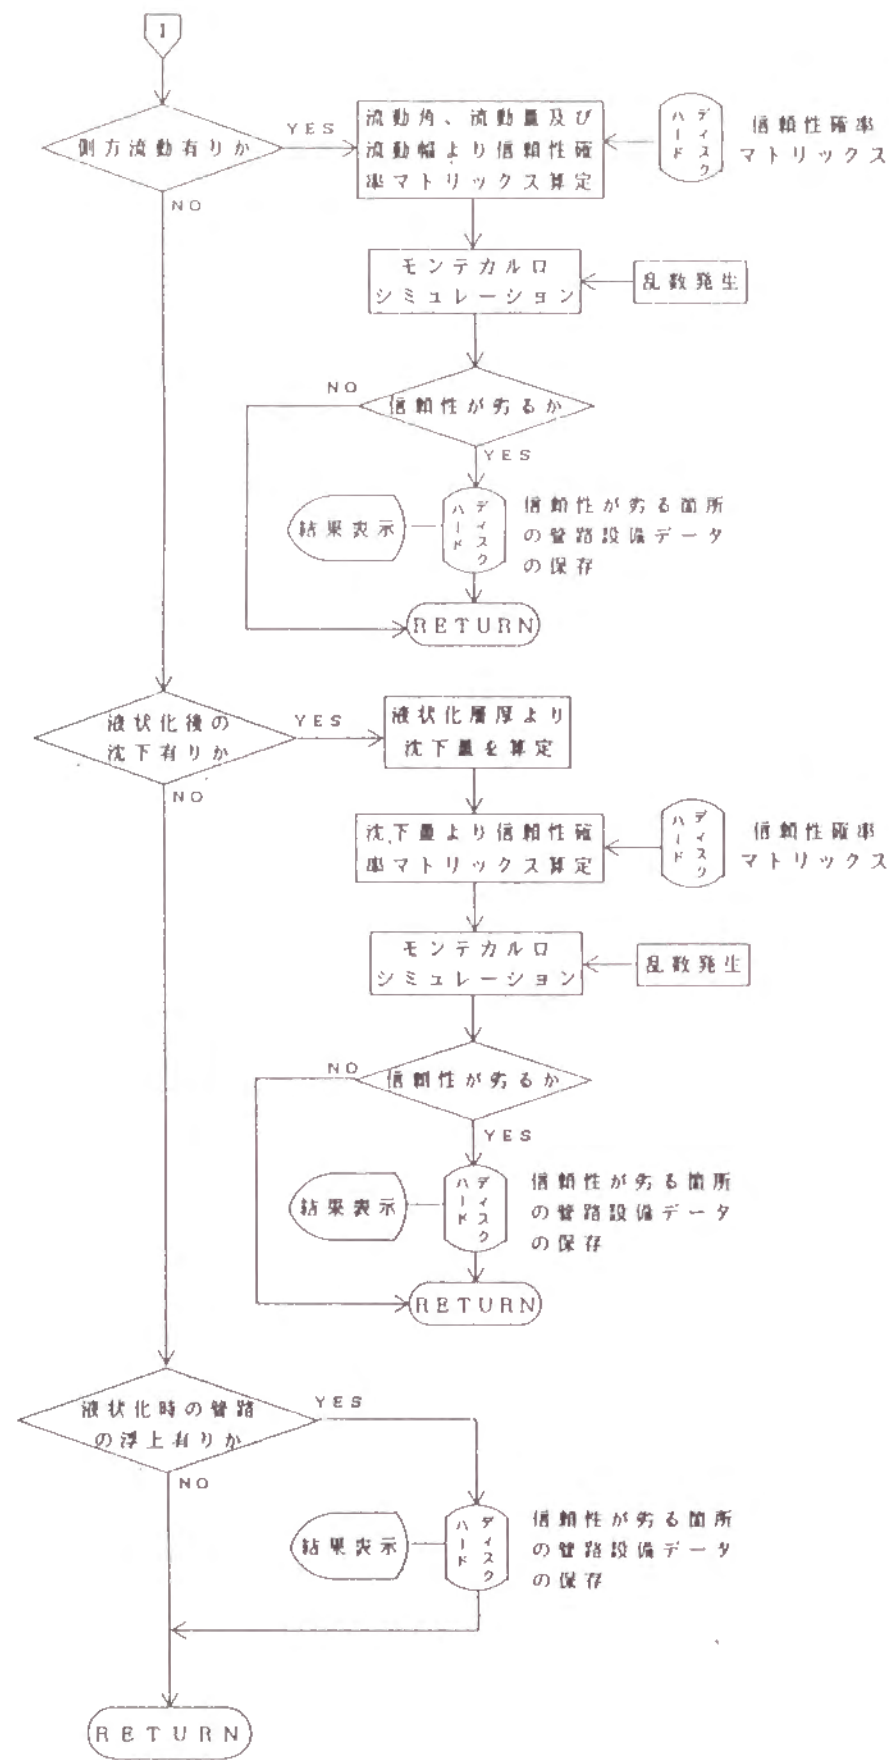 1
側方流動有りか
YES
NO
流動角、流動量及び
流動幅より信頼性確
率マトリックス算定
ハード
ディスク
信頼性確率
マトリックス
モンテカルロ
シミュレーション
乱数発生
信頼性が劣るか
NO
YES
結果表示
ハード
ディスク
信頼性が劣る箇所
の管路設備データ
の保存
RETURN
液状化後の
沈下有りか
YES
NO
液状化層厚より
沈下量を算定
沈下量より信頼性確
率マトリックス算定
ハード
ディスク
信頼性確率
マトリックス
モンテカルロ
シミュレーション
乱数発生
信頼性が劣るか
NO
YES
結果表示
ハード
ディスク
信頼性が劣る箇所
の管路設備データ
の保存
RETURN
液状化時の管路
の浮上有りか
YES
NO
結果表示
ハード
ディスク
信頼性が劣る箇所
の管路設備データ
の保存
RETURN